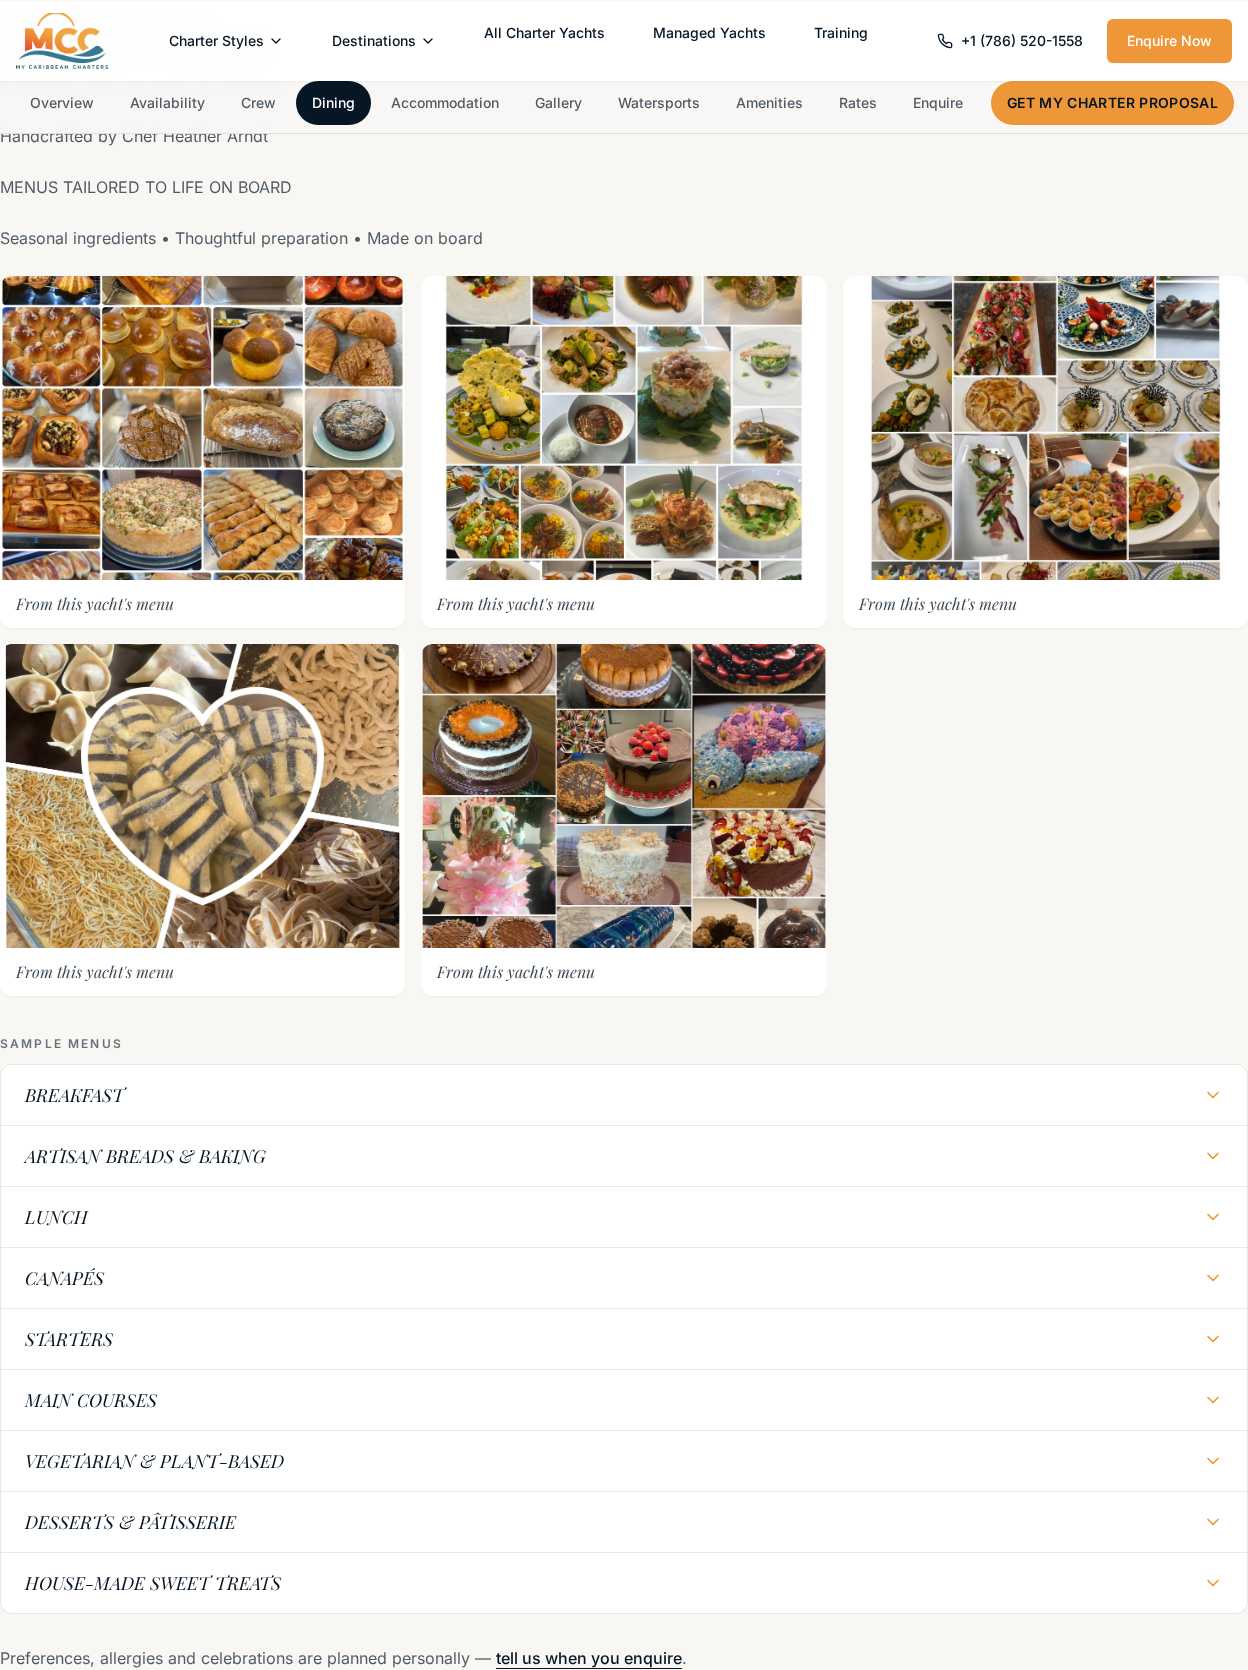 MCC
MY CARIBBEAN CHARTERS
Charter Styles
Destinations
All Charter Yachts
Managed Yachts
Training
+1 (786) 520-1558
Enquire Now
Overview
Availability
Crew
Dining
Accommodation
Gallery
Watersports
Amenities
Rates
Enquire
GET MY CHARTER PROPOSAL
Handcrafted by Chef Heather Arndt
MENUS TAILORED TO LIFE ON BOARD
Seasonal ingredients • Thoughtful preparation • Made on board
From this yacht's menu
From this yacht's menu
From this yacht's menu
From this yacht's menu
From this yacht's menu
SAMPLE MENUS
BREAKFAST
ARTISAN BREADS & BAKING
LUNCH
CANAPÉS
STARTERS
MAIN COURSES
VEGETARIAN & PLANT-BASED
DESSERTS & PÂTISSERIE
HOUSE-MADE SWEET TREATS
Preferences, allergies and celebrations are planned personally — tell us when you enquire.